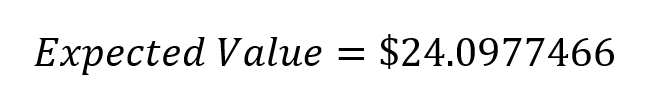 Expected Value = $24.0977466